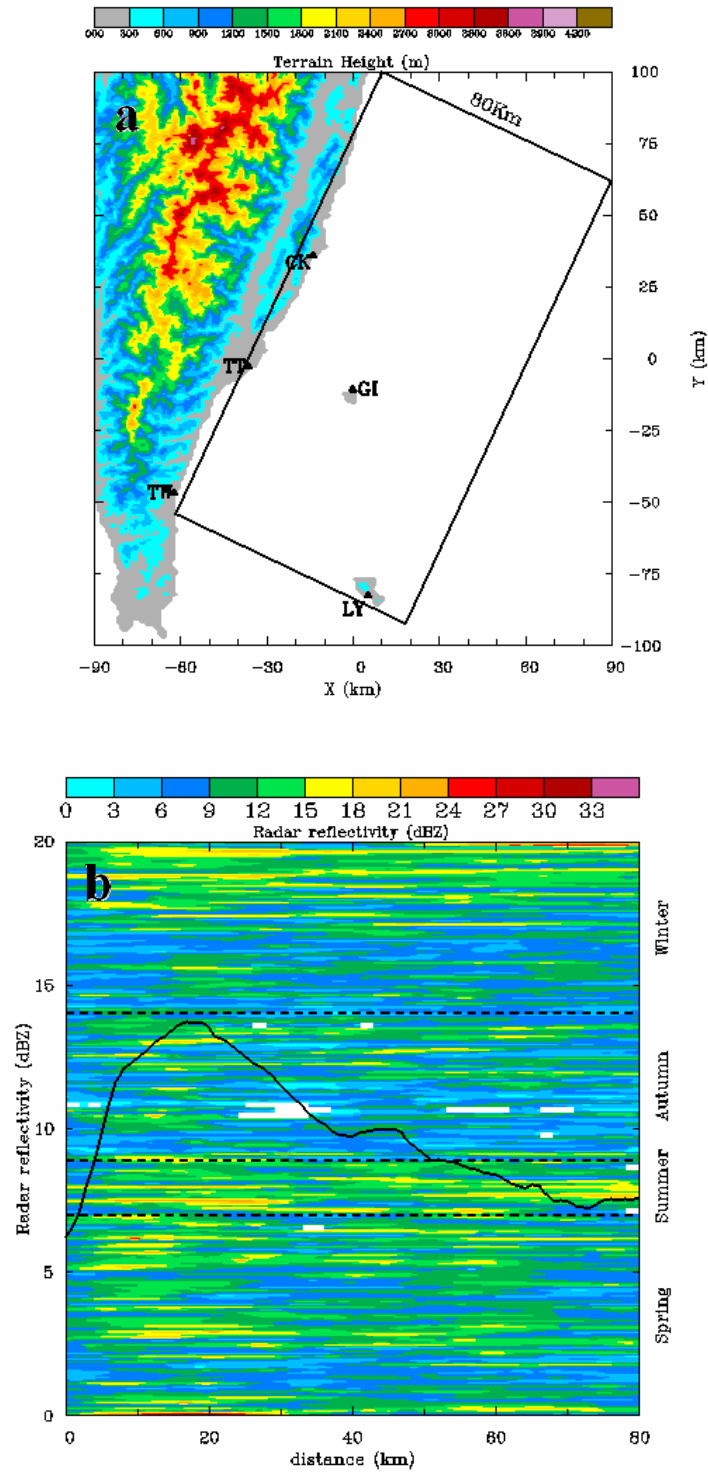 000 300 600 900 1200 1500 1800 2100 2400 2700 3000 3300 3600 3900 4200
Terrain Height (m)
a
80Km
GK
TT
GI
LY
100
75
50
25
0
−25
−50
−75
−100
Y (km)
−90 −60 −30 0 30 60 90
X (km)
0 3 6 9 12 15 18 21 24 27 30 33
Radar reflectivity (dBZ)
b
20
15
10
5
0
Radar reflectivity (dBZ)
Winter
Autumn
Summer
Spring
0 20 40 60 80
distance (km)